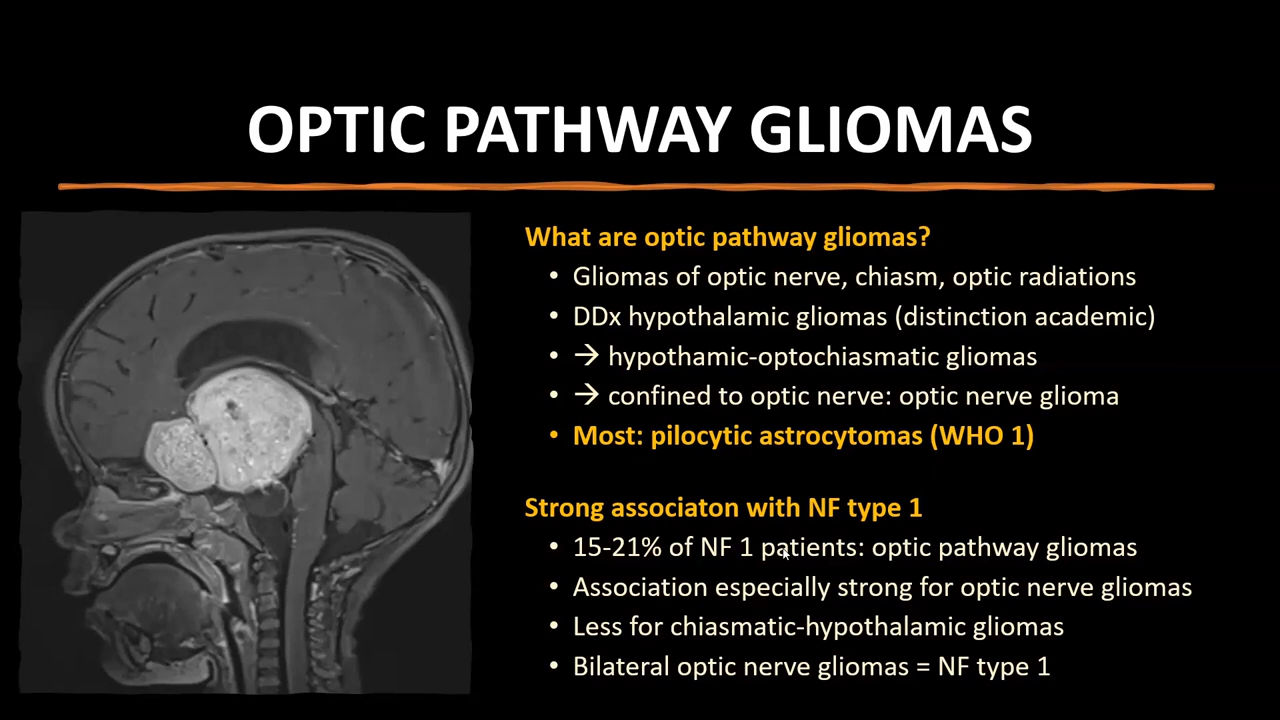 OPTIC PATHWAY GLIOMAS
What are optic pathway gliomas?
• Gliomas of optic nerve, chiasm, optic radiations
• DDx hypothalamic gliomas (distinction academic)
• → hypothamic-optochiasmatic gliomas
• → confined to optic nerve: optic nerve glioma
• Most: pilocytic astrocytomas (WHO 1)
Strong associaton with NF type 1
• 15-21% of NF 1 patients: optic pathway gliomas
• Association especially strong for optic nerve gliomas
• Less for chiasmatic-hypothalamic gliomas
• Bilateral optic nerve gliomas = NF type 1